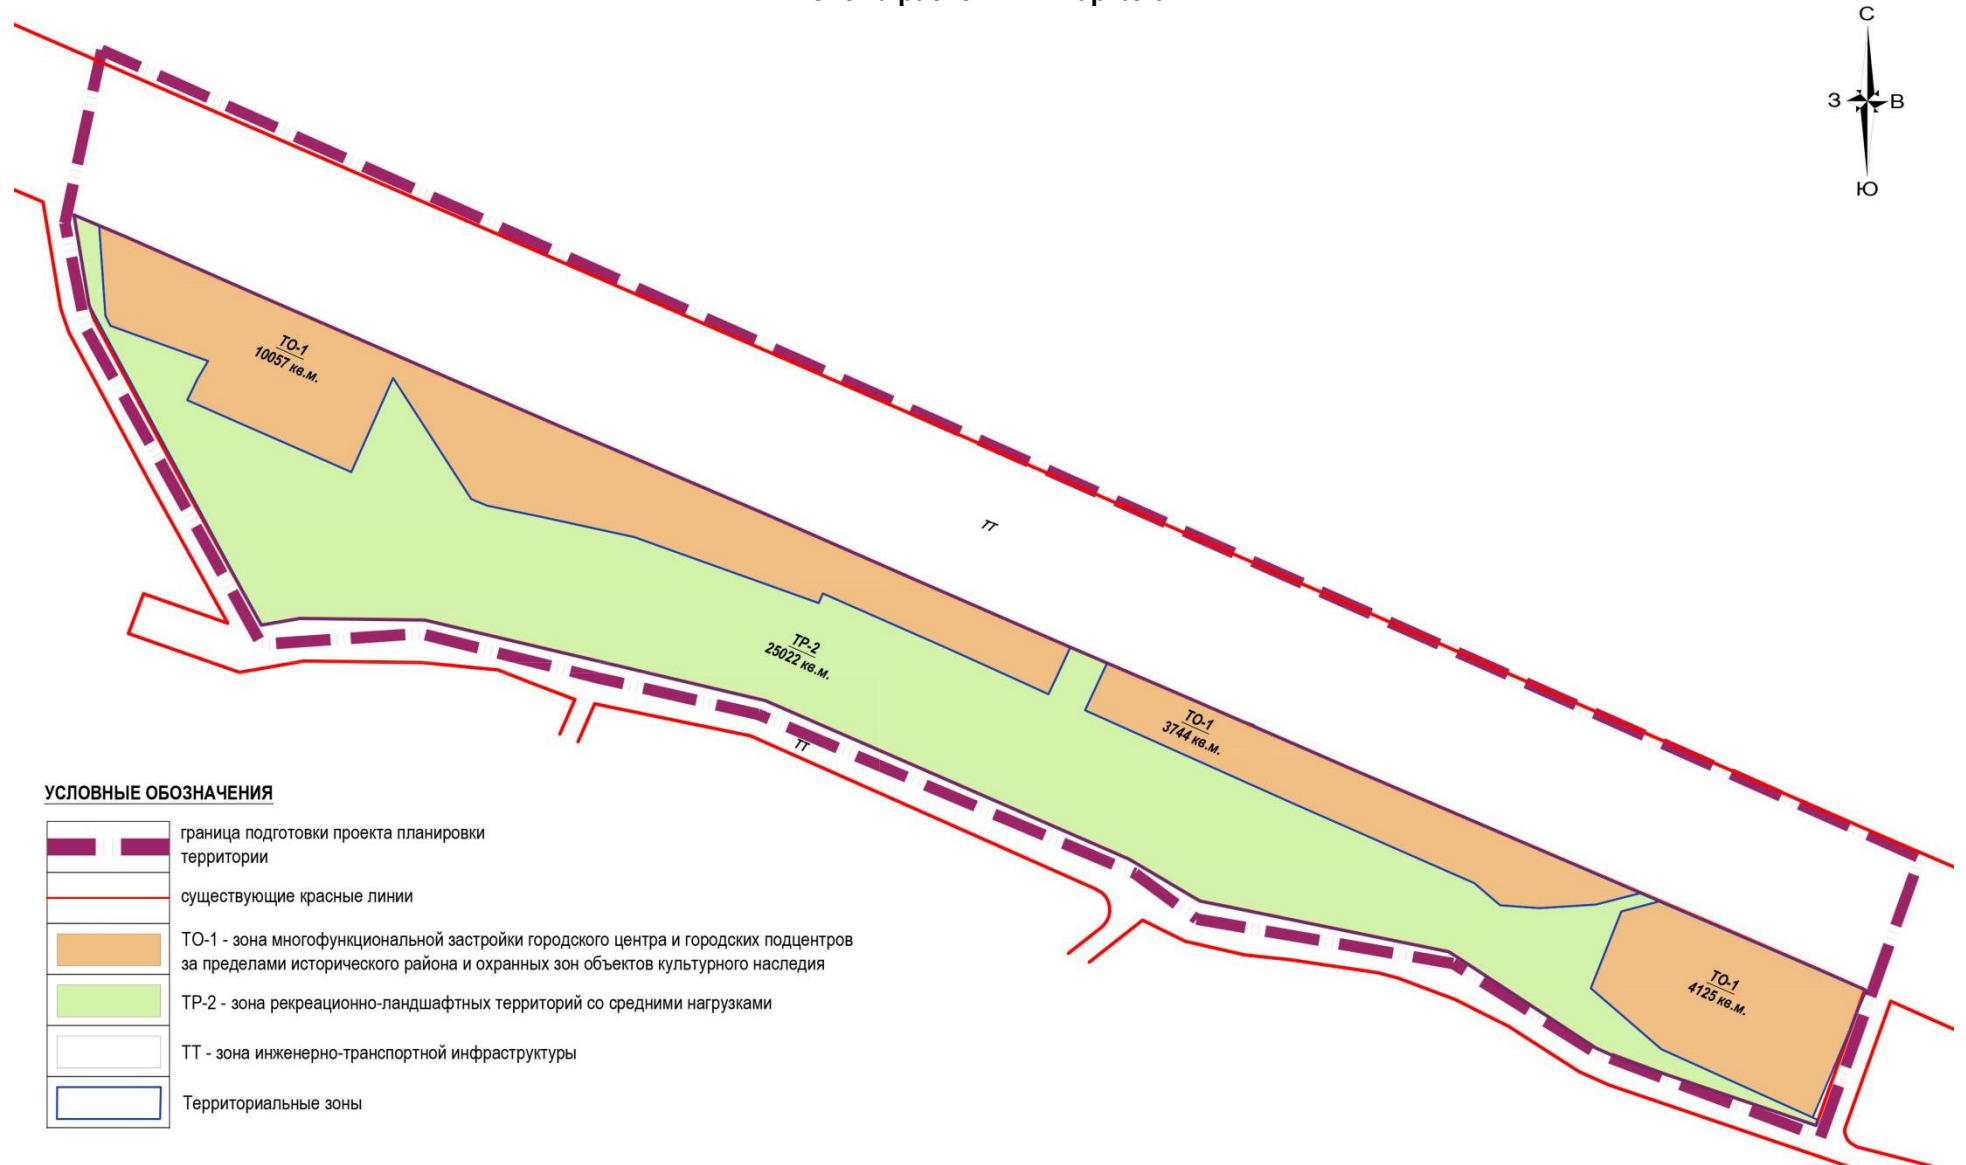 С
З
В
Ю
ТО-1
10057 кв.м.
ТТ
ТР-2
25022 кв.м.
ТО-1
3744 кв.м.
ТТ
ТО-1
4125 кв.м.
УСЛОВНЫЕ ОБОЗНАЧЕНИЯ
граница подготовки проекта планировки
территории
существующие красные линии
ТО-1 - зона многофункциональной застройки городского центра и городских подцентров
за пределами исторического района и охранных зон объектов культурного наследия
ТР-2 - зона рекреационно-ландшафтных территорий со средними нагрузками
ТТ - зона инженерно-транспортной инфраструктуры
Территориальные зоны